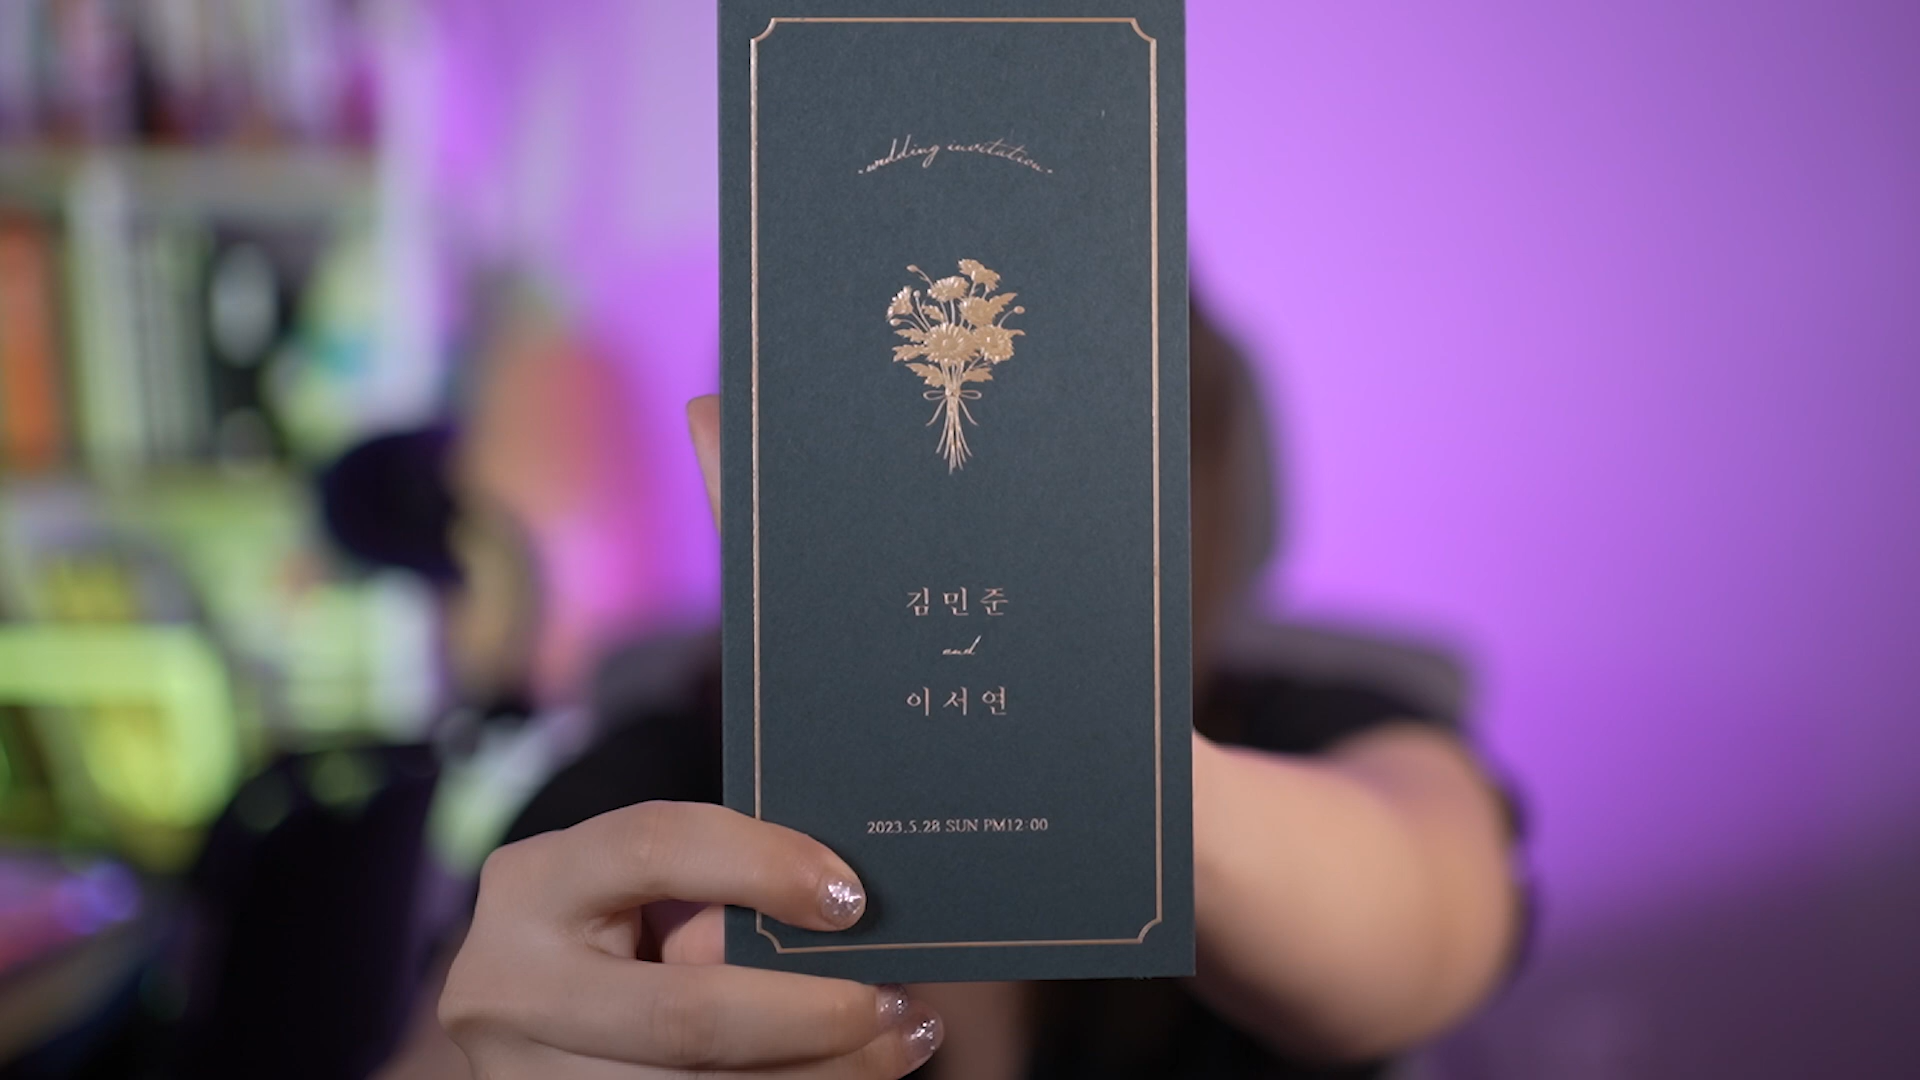 wedding invitation
김민준
and
이서연
2023.5.28 SUN PM12:00